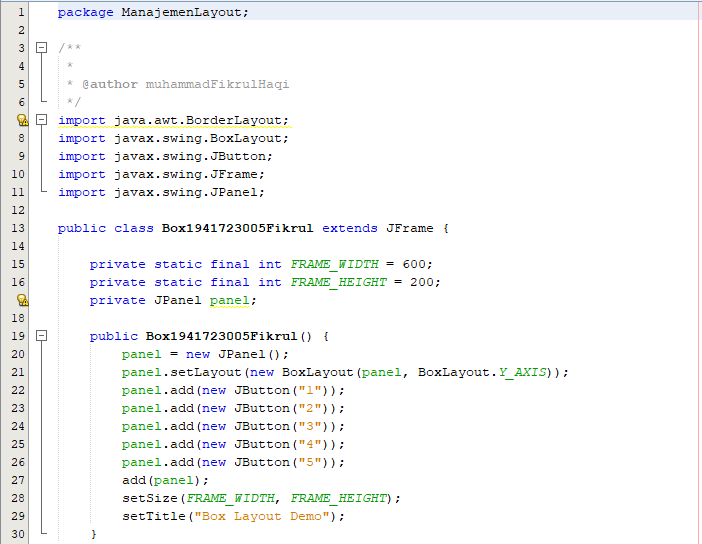 1 package ManajemenLayout;
2
3 /**
4 *
5 * @author muhammadFikrulHaqi
6 */
import java.awt.BorderLayout;
8 import javax.swing.BoxLayout;
9 import javax.swing.JButton;
10 import javax.swing.JFrame;
11 import javax.swing.JPanel;
12
13 public class Box1941723005Fikrul extends JFrame {
14
15 private static final int FRAME_WIDTH = 600;
16 private static final int FRAME_HEIGHT = 200;
private JPanel panel;
18
19 public Box1941723005Fikrul() {
20 panel = new JPanel();
21 panel.setLayout(new BoxLayout(panel, BoxLayout.Y_AXIS));
22 panel.add(new JButton("1"));
23 panel.add(new JButton("2"));
24 panel.add(new JButton("3"));
25 panel.add(new JButton("4"));
26 panel.add(new JButton("5"));
27 add(panel);
28 setSize(FRAME_WIDTH, FRAME_HEIGHT);
29 setTitle("Box Layout Demo");
30 }